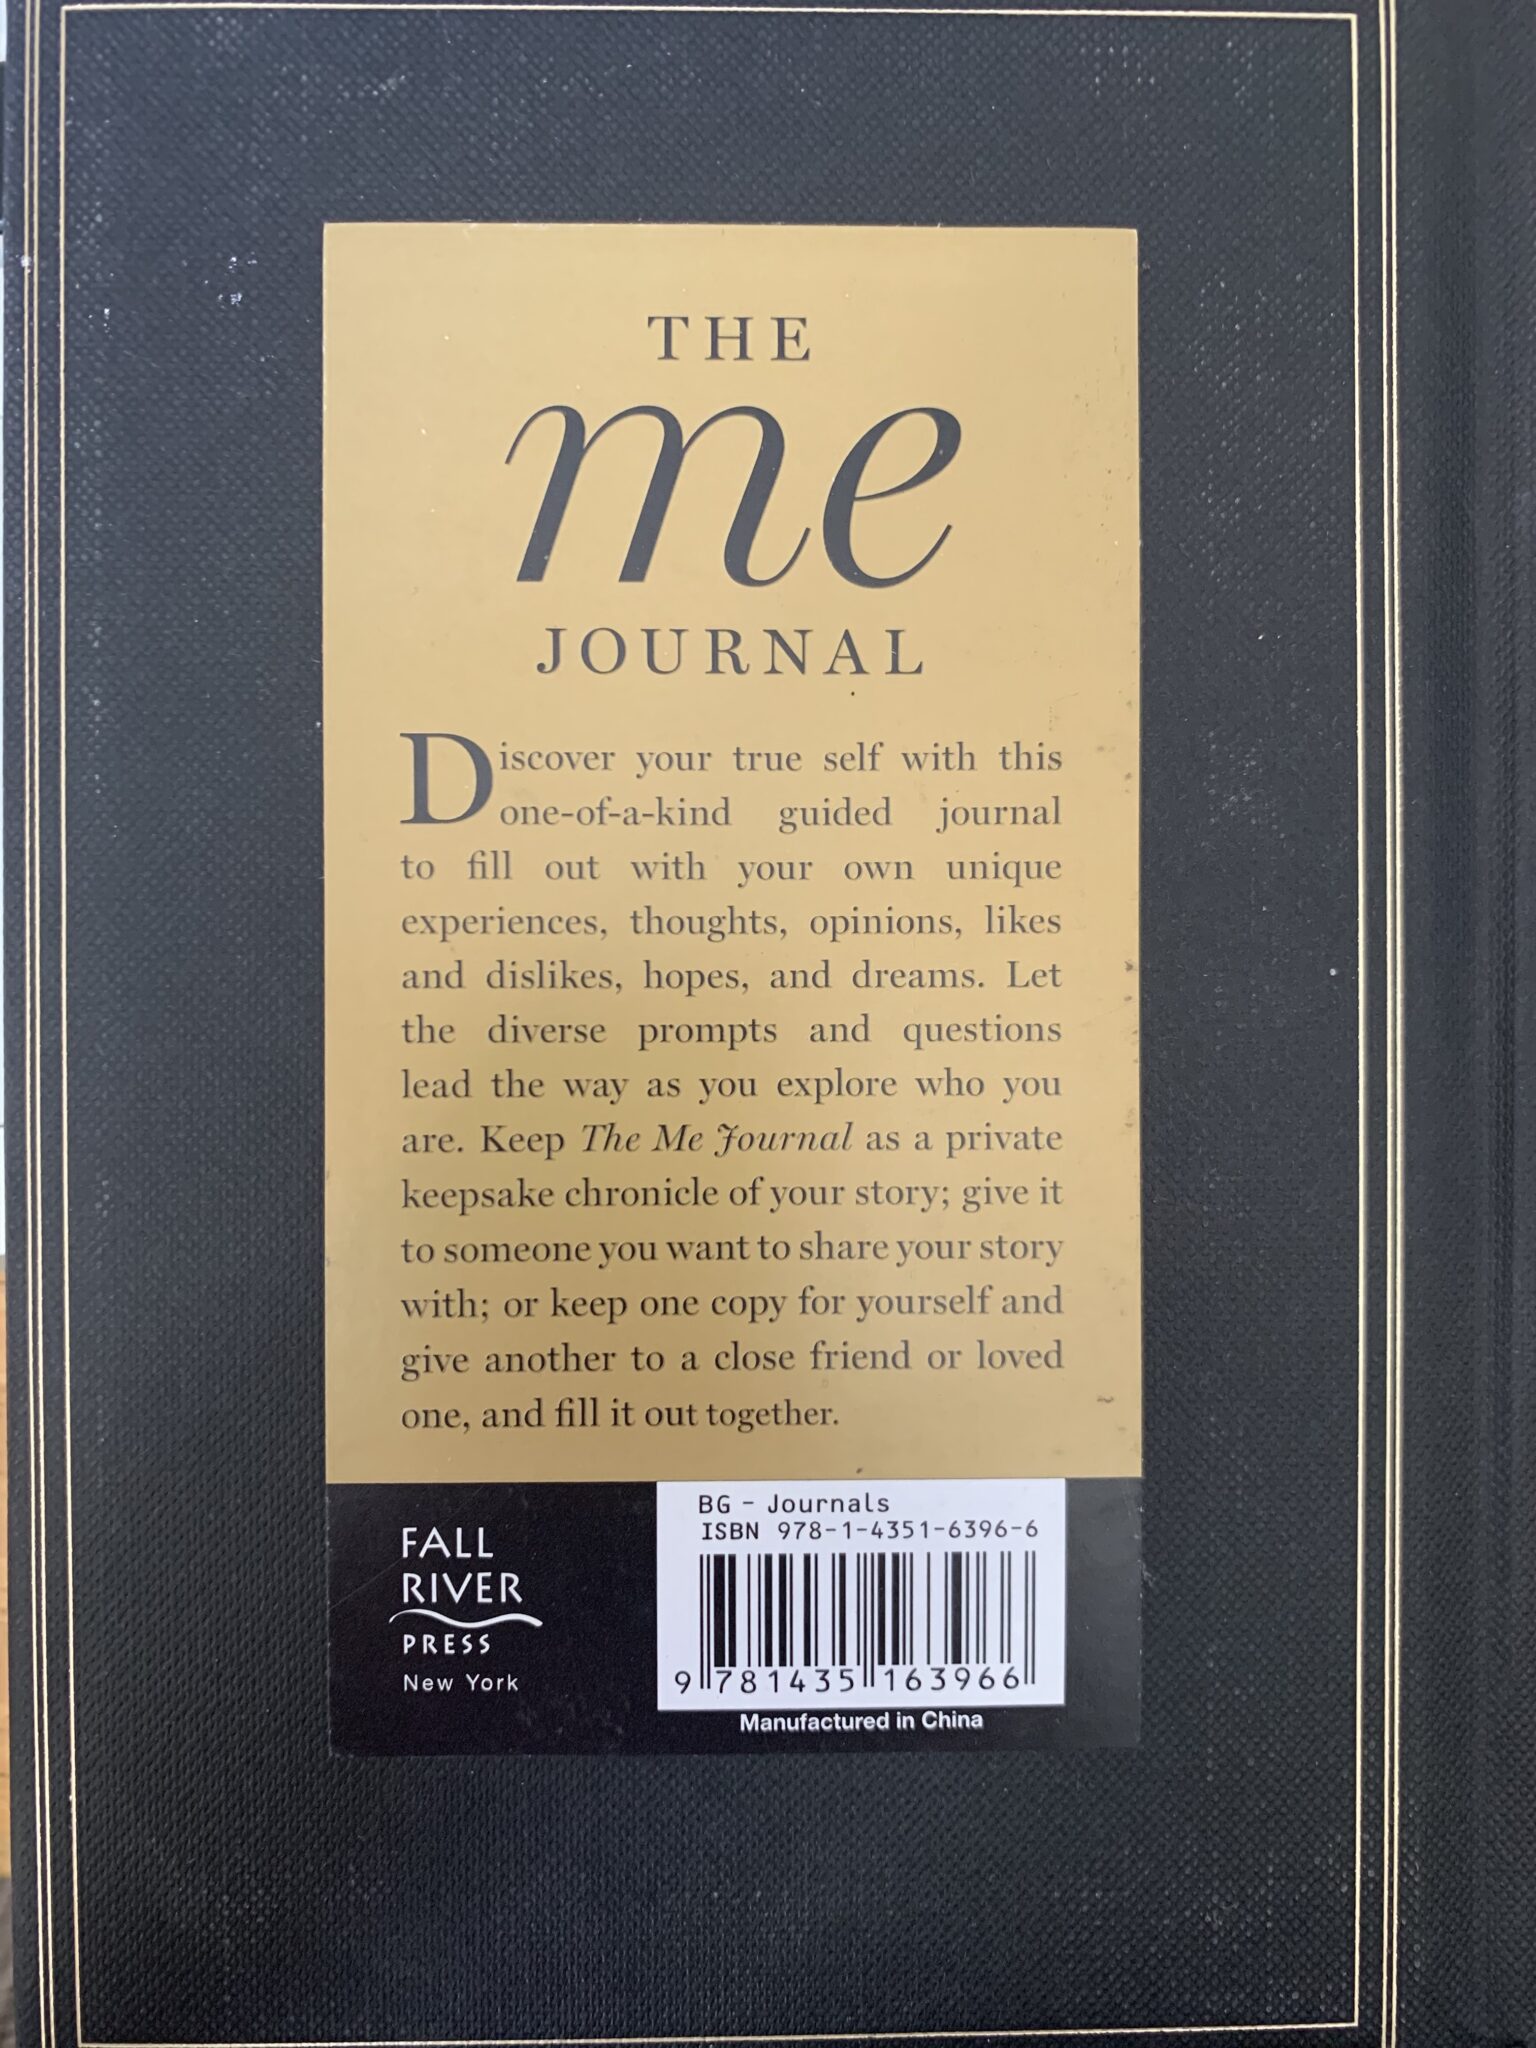 THE
me
JOURNAL
Discover your true self with this
one-of-a-kind guided journal
to fill out with your own unique
experiences, thoughts, opinions, likes
and dislikes, hopes, and dreams. Let
the diverse prompts and questions
lead the way as you explore who you
are. Keep The Me Journal as a private
keepsake chronicle of your story; give it
to someone you want to share your story
with; or keep one copy for yourself and
give another to a close friend or loved
one, and fill it out together.
FALL
RIVER
PRESS
New York
BG - Journals
ISBN 978-1-4351-6396-6
9 781435 163966
Manufactured in China